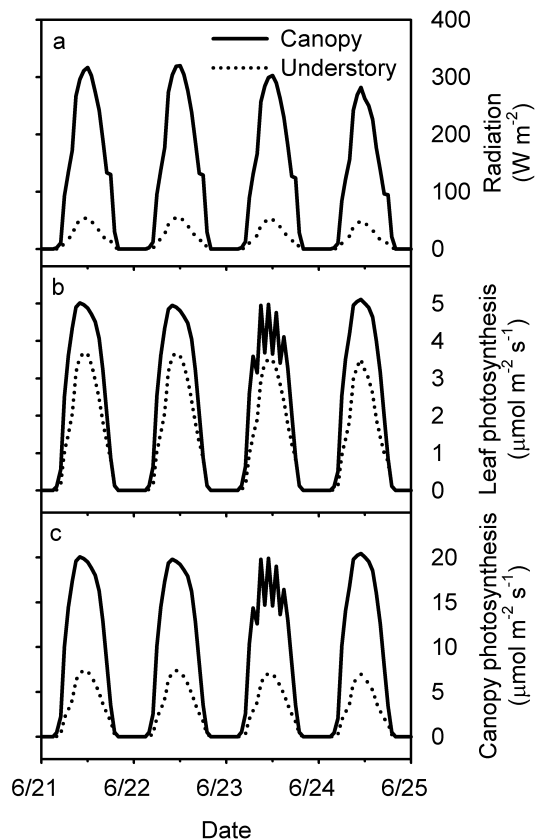 a
Canopy
Understory
400
300
200
100
0
Radiation
(W m-2)
b
5
4
3
2
1
0
Leaf photosynthesis
(μmol m-2 s-1)
c
20
15
10
5
0
Canopy photosynthesis
(μmol m-2 s-1)
6/21 6/22 6/23 6/24 6/25
Date